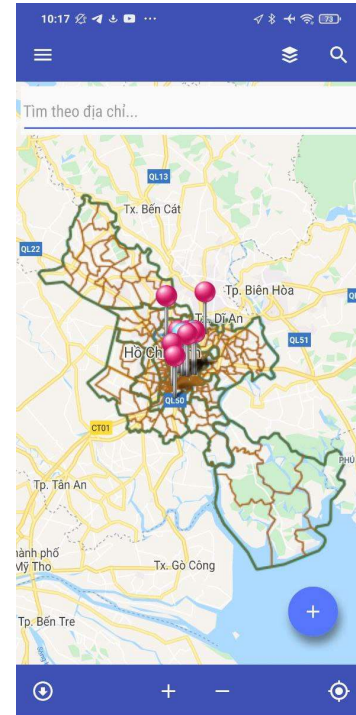 10:17
73
Tìm theo địa chỉ...
QL13
Tx. Bến Cát
QL22
Tp. Biên Hòa
Dĩ An
QL51
Hồ Ch
QL50
CT01
PHÚ
Tp. Tân An
hành phố
Mỹ Tho
Tx. Gò Công
Tp. Bến Tre